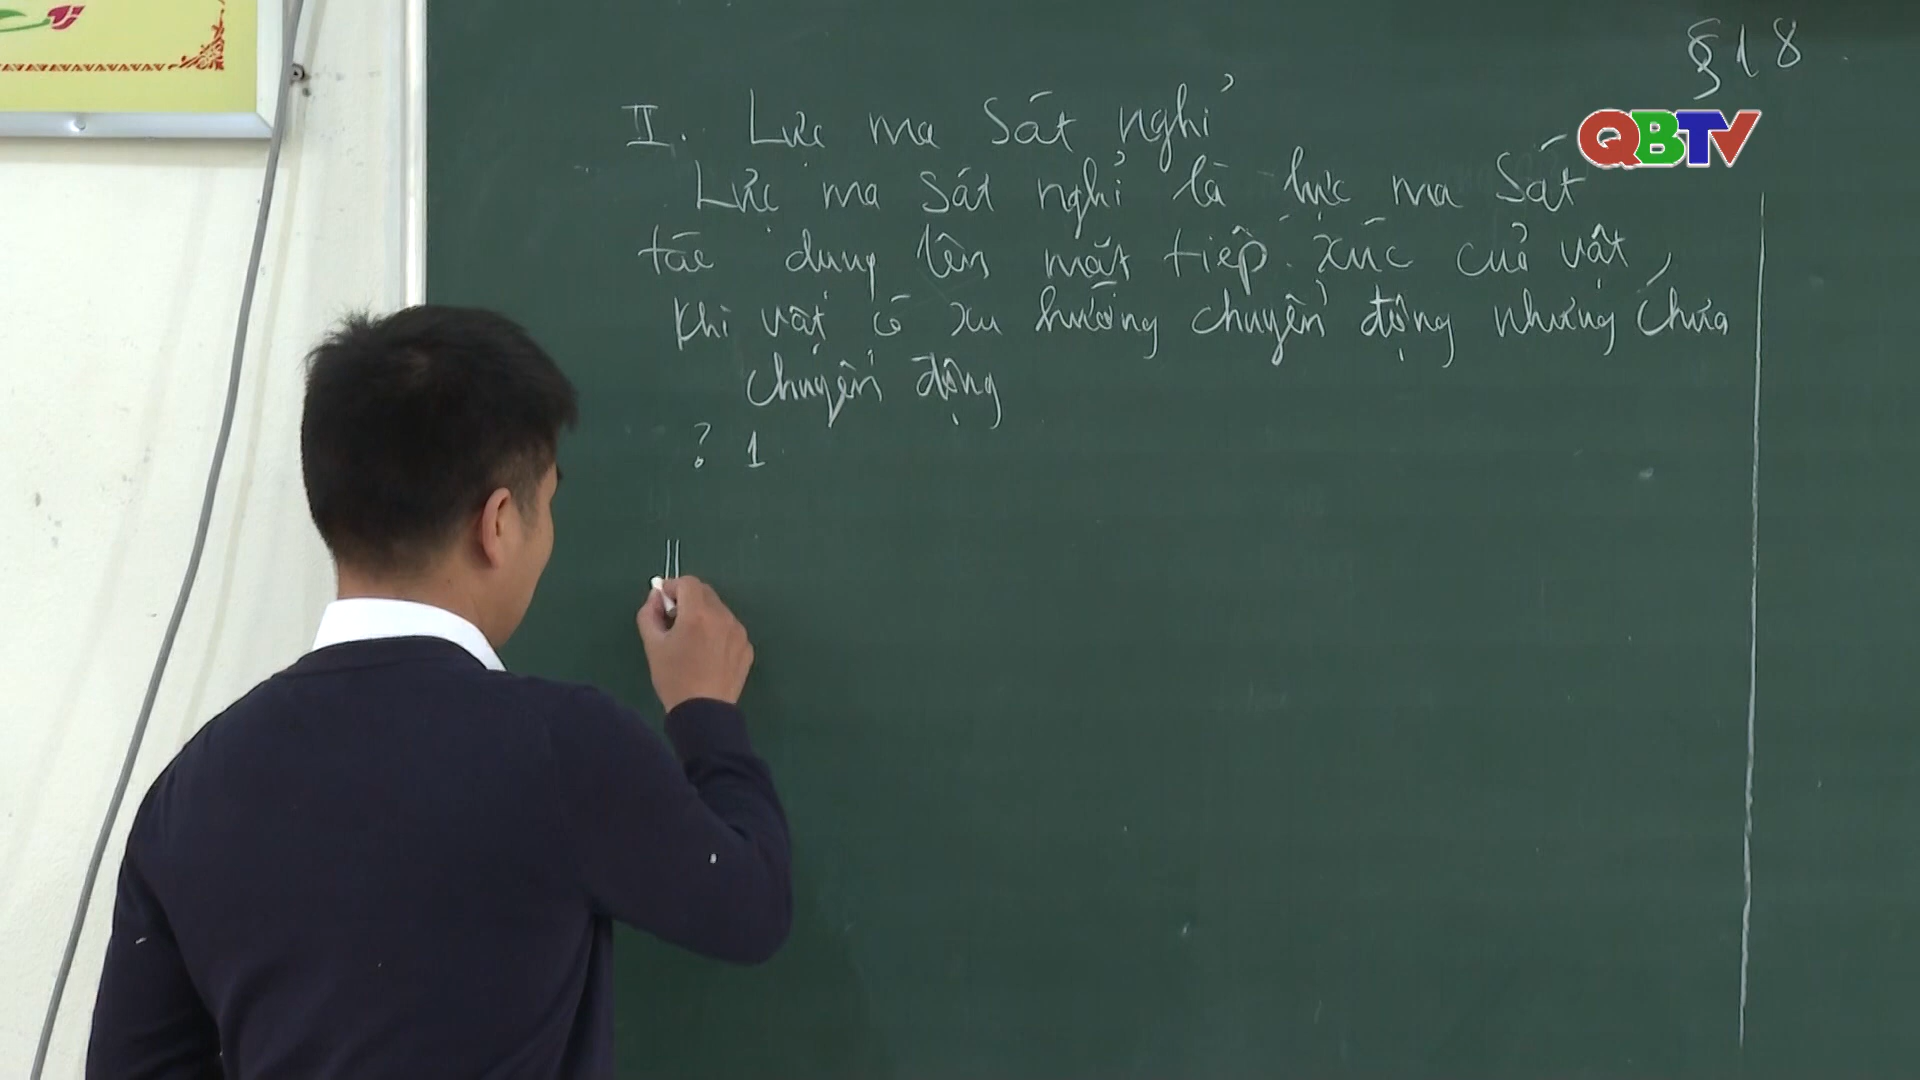 §18
QBTV
II. Lực ma sát nghỉ
Lực ma sát nghỉ là lực ma sát
tác dụng lên mặt tiếp xúc của vật,
khi vật có xu hướng chuyển động nhưng chưa
chuyển động
? 1